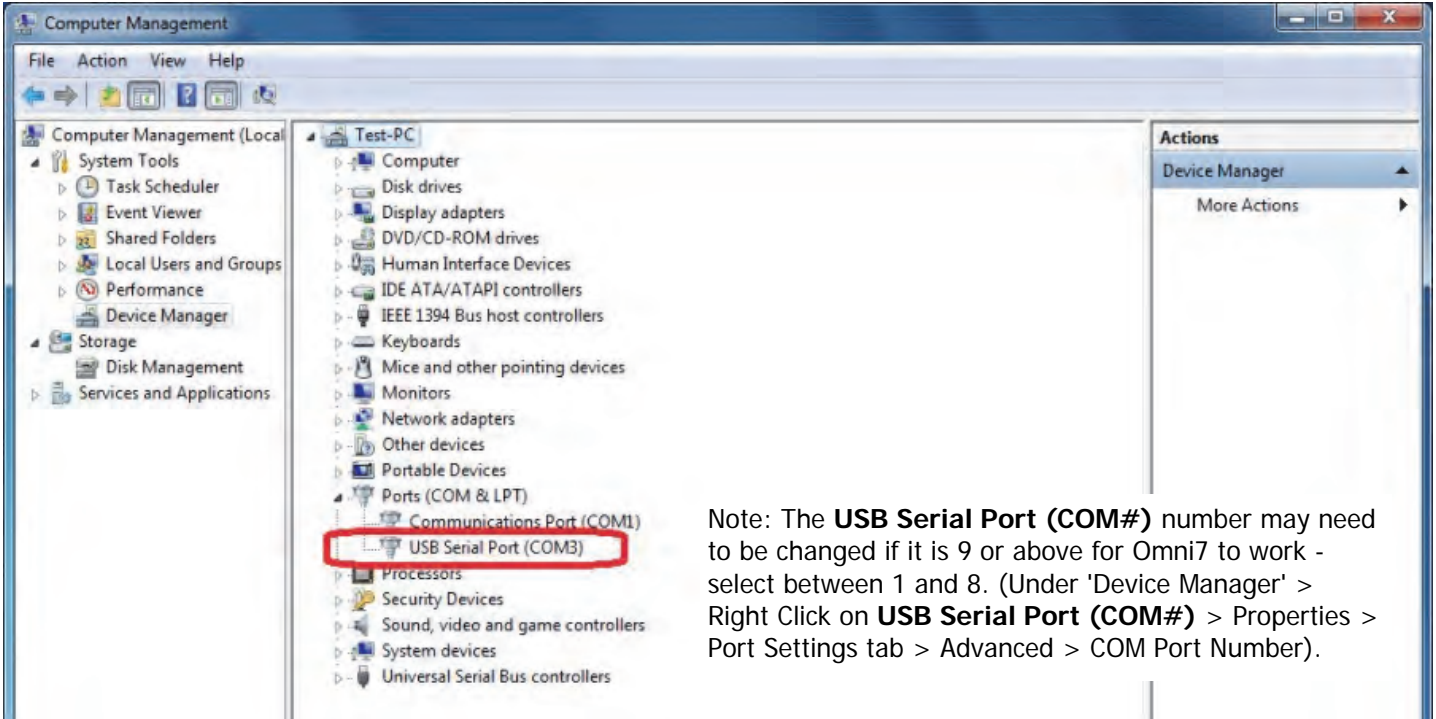 Computer Management
File Action View Help
Computer Management (Local
System Tools
Task Scheduler
Event Viewer
Shared Folders
Local Users and Groups
Performance
Device Manager
Storage
Disk Management
Services and Applications
Test-PC
Computer
Disk drives
Display adapters
DVD/CD-ROM drives
Human Interface Devices
IDE ATA/ATAPI controllers
IEEE 1394 Bus host controllers
Keyboards
Mice and other pointing devices
Monitors
Network adapters
Other devices
Portable Devices
Ports (COM & LPT)
Communications Port (COM1)
USB Serial Port (COM3)
Processors
Security Devices
Sound, video and game controllers
System devices
Universal Serial Bus controllers
Note: The USB Serial Port (COM#) number may need
to be changed if it is 9 or above for Omni7 to work -
select between 1 and 8. (Under 'Device Manager' >
Right Click on USB Serial Port (COM#) > Properties >
Port Settings tab > Advanced > COM Port Number).
Actions
Device Manager
More Actions